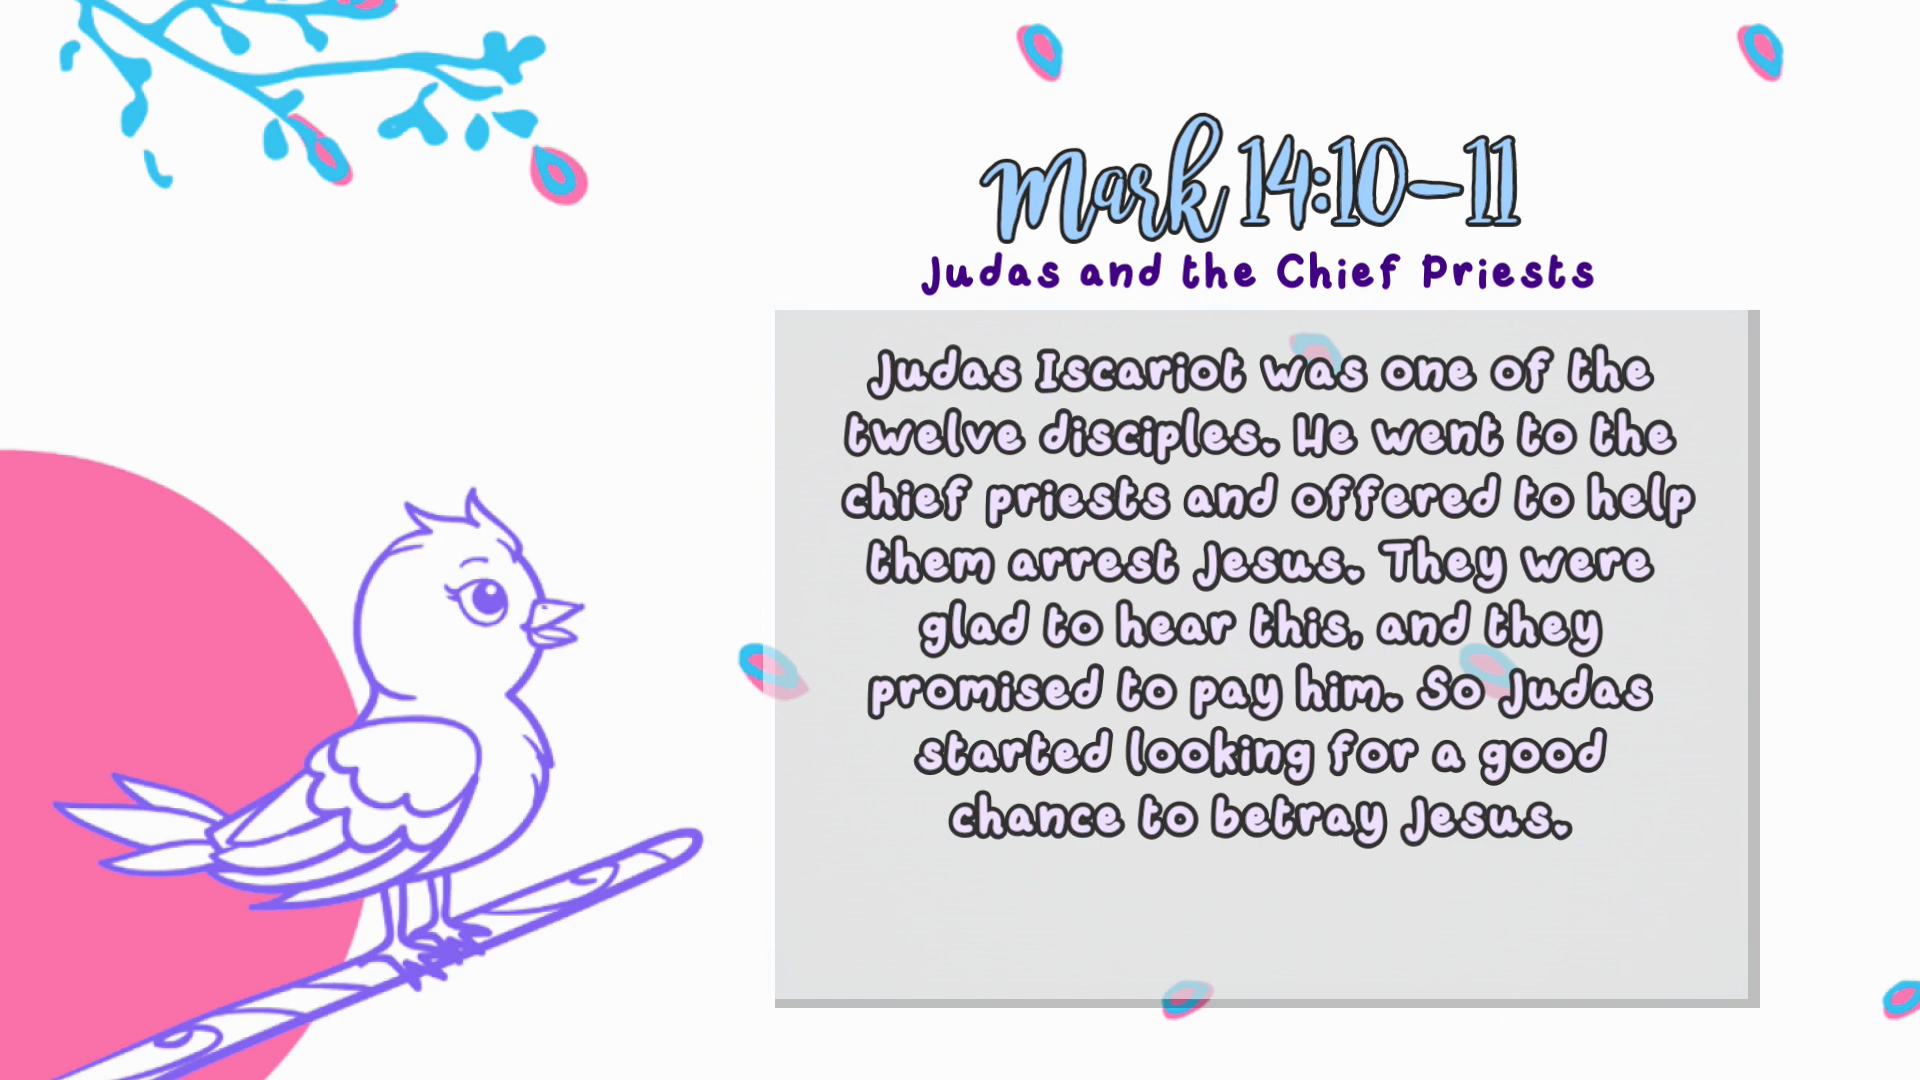 Mark 14:10-11
Judas and the Chief Priests
Judas Iscariot was one of the
twelve disciples. He went to the
chief priests and offered to help
them arrest Jesus. They were
glad to hear this, and they
promised to pay him. So Judas
started looking for a good
chance to betray Jesus.